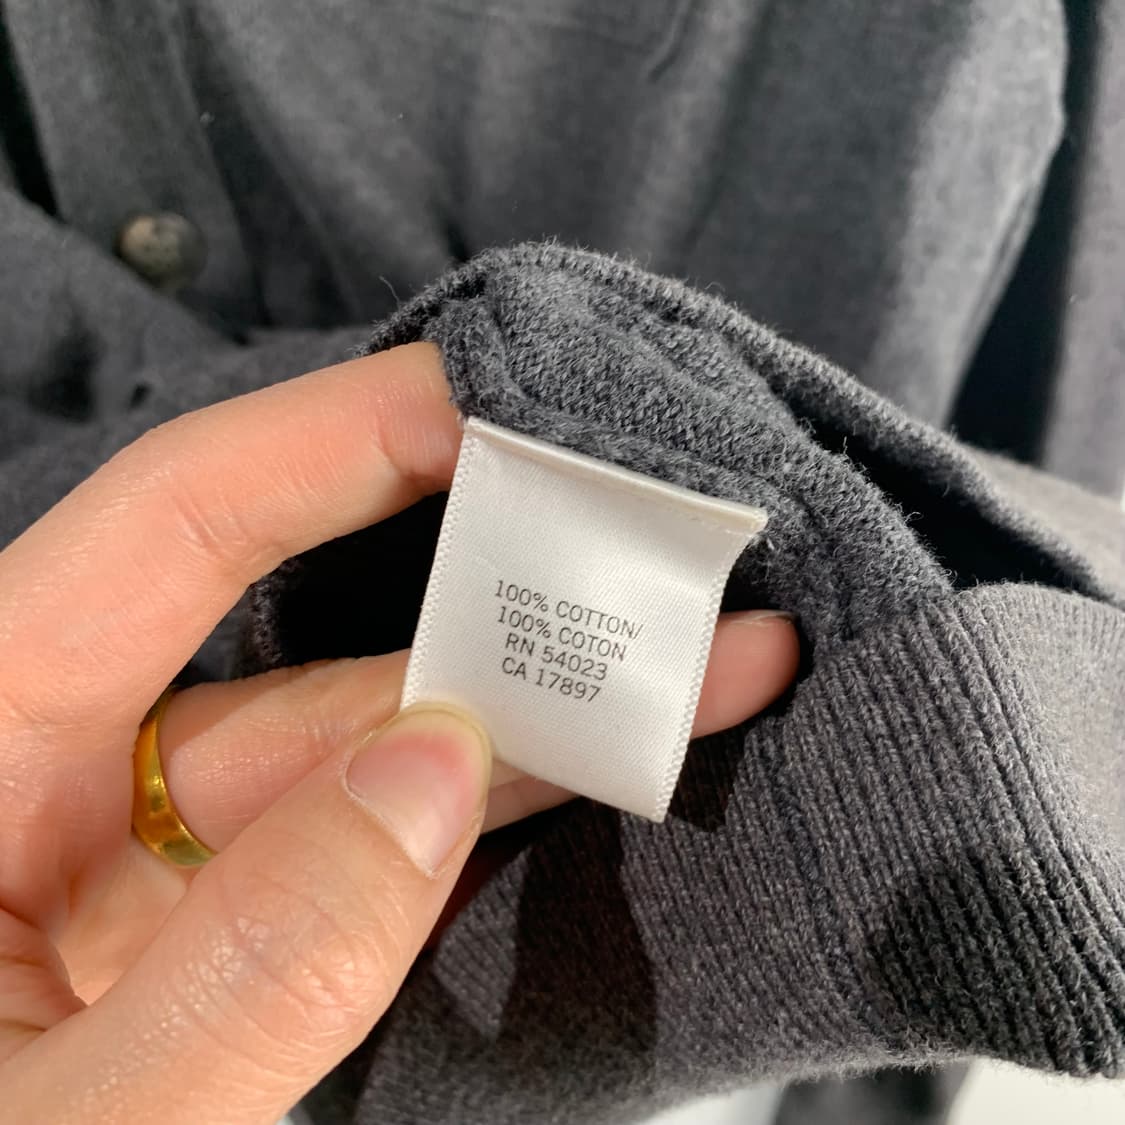 100% COTTON/
100% COTON
RN 54023
CA 17897